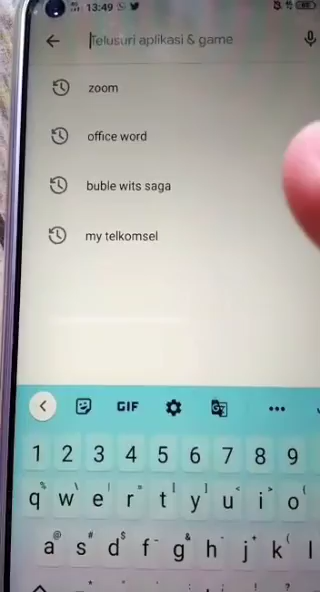 13:49
Telusuri aplikasi & game
zoom
office word
buble wits saga
my telkomsel
GIF
1 2 3 4 5 6 7 8 9
q w e r t y u i o
a s d f g h j k l